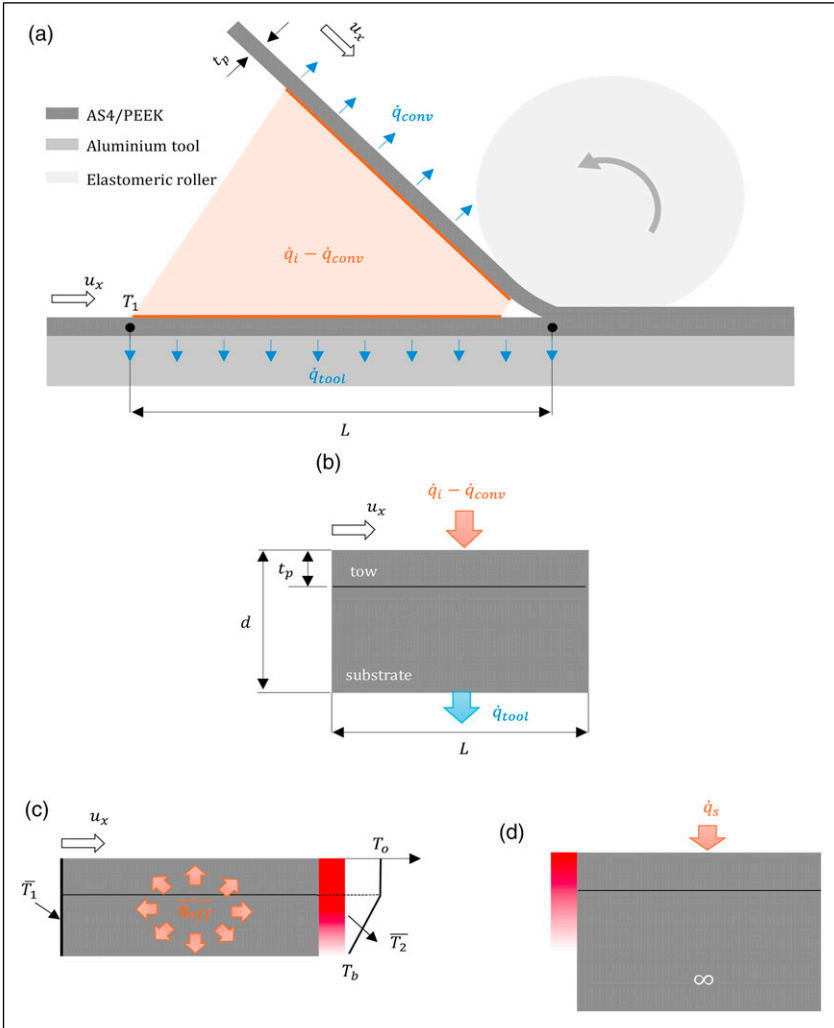 (a)
u_x
t_p
q̇_conv
AS4/PEEK
Aluminium tool
Elastomeric roller
q̇_i − q̇_conv
u_x
T_1
q̇_tool
L
(b)
q̇_i − q̇_conv
u_x
t_p
tow
d
substrate
q̇_tool
L
(c)
u_x
T_o
T̅_1
q̇_eff
T̅_2
T_b
(d)
q̇_s
∞